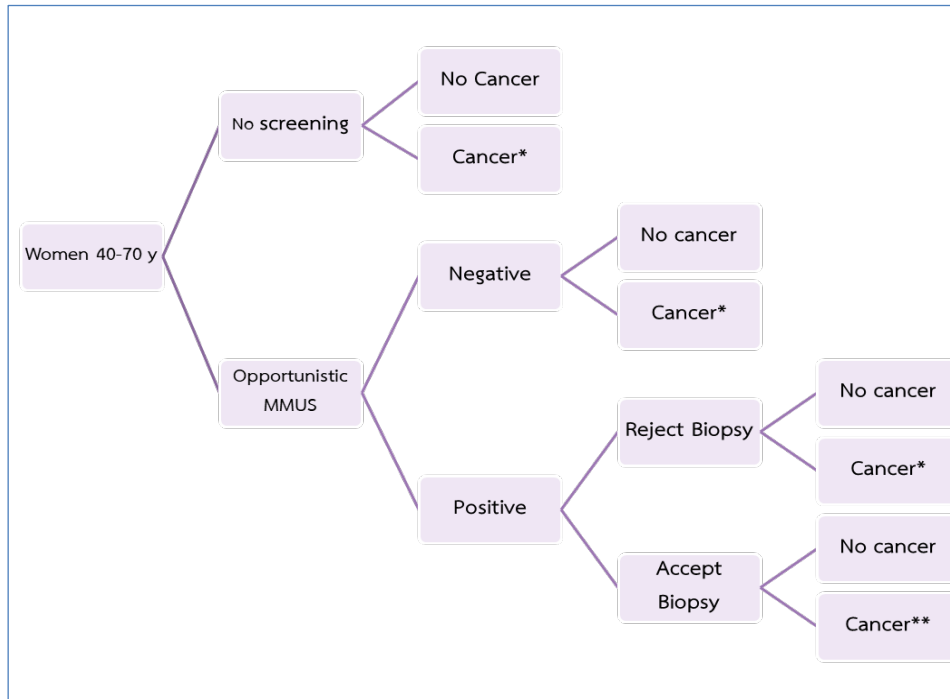 No Cancer
No screening
Cancer*
Women 40-70 y
No cancer
Negative
Cancer*
Opportunistic
MMUS
No cancer
Reject Biopsy
Cancer*
Positive
No cancer
Accept
Biopsy
Cancer**